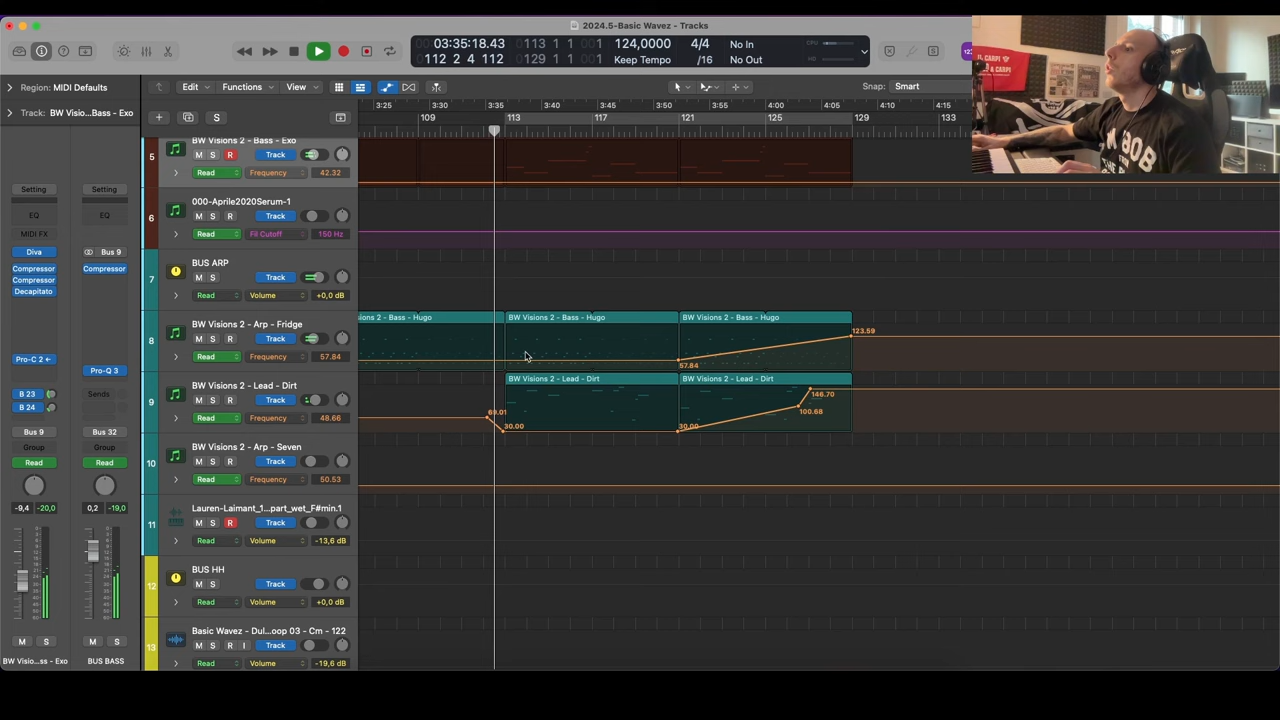 2024.5-Basic Wavez - Tracks
03:35:18.43 0113 1 1 001 124,0000 4/4 No In
112 2 4 112 0129 1 1 001 Keep Tempo /16 No Out
CPU
HD
Region: MIDI Defaults
Edit Functions View Snap: Smart
Track: BW Visio...Bass - Exo
S
3:25 3:30 3:35 3:40 3:45 3:50 3:55 4:00 4:05 4:10 4:15
109 113 117 121 125 129 133
5 BW Visions 2 - Bass - Exo
M S R Track
Read Frequency 42.32
6 000-Aprile2020Serum-1
M S R Track
Read Fil Cutoff 150 Hz
7 BUS ARP
M S Track
Read Volume +0,0 dB
8 BW Visions 2 - Arp - Fridge
M S R Track
Read Frequency 57.84
ions 2 - Bass - Hugo BW Visions 2 - Bass - Hugo BW Visions 2 - Bass - Hugo
123.59
57.84
9 BW Visions 2 - Lead - Dirt
M S R Track
Read Frequency 48.66
BW Visions 2 - Lead - Dirt BW Visions 2 - Lead - Dirt
146.70
69.01 100.68
30.00 30.00
10 BW Visions 2 - Arp - Seven
M S R Track
Read Frequency 50.53
11 Lauren-Laimant_1...part_wet_F#min.1
M S R Track
Read Volume -13,6 dB
12 BUS HH
M S Track
Read Volume +0,0 dB
13 Basic Wavez - Dul...oop 03 - Cm - 122
M S R I Track
Read Volume -19,6 dB
Setting Setting
EQ EQ
MIDI FX
Diva Bus 9
Compressor Compressor
Compressor
Decapitato
Pro-C 2
Pro-Q 3
B 23 Sends
B 24
Bus 9 Bus 32
Group Group
Read Read
-9,4 -20,0 0,2 -19,0
M S M S
BW Visio...ss - Exo BUS BASS